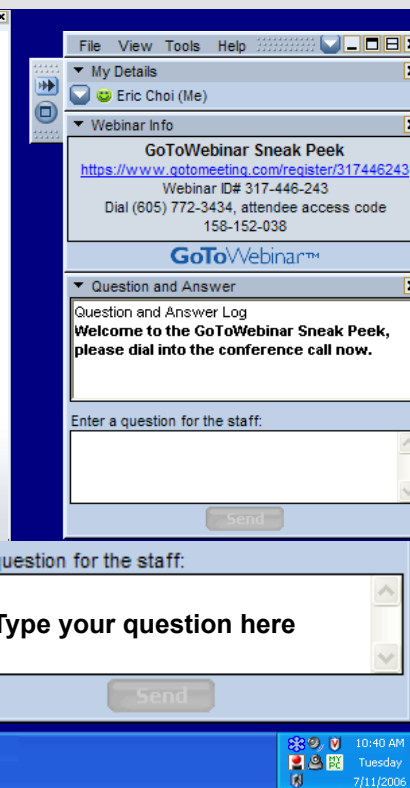 File View Tools Help
My Details
Eric Choi (Me)
Webinar Info
GoToWebinar Sneak Peek
https://www.gotomeeting.com/register/317446243
Webinar ID# 317-446-243
Dial (605) 772-3434, attendee access code
158-152-038
GoToWebinar™
Question and Answer
Question and Answer Log
Welcome to the GoToWebinar Sneak Peek,
please dial into the conference call now.
Enter a question for the staff:
Send
question for the staff:
Type your question here
Send
10:40 AM
MY
PC
Tuesday
7/11/2006